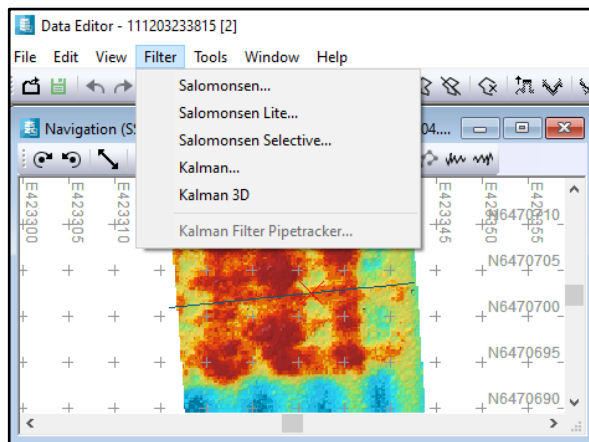 Data Editor - 111203233815 [2]
File Edit View Filter Tools Window Help
Salomonsen...
Salomonsen Lite...
Salomonsen Selective...
Kalman...
Kalman 3D
Kalman Filter Pipetracker...
Navigation (S
04....
E423300
E423305
E423310
E423345
E423350
E423355
N6470710
N6470705
N6470700
N6470695
N6470690